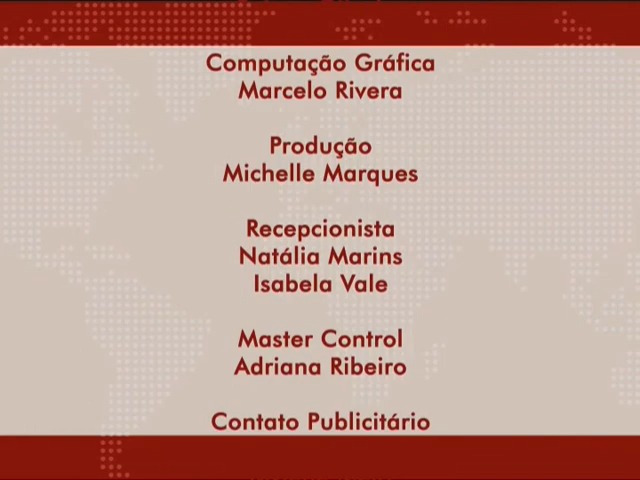 Computação Gráfica
Marcelo Rivera
Produção
Michelle Marques
Recepcionista
Natália Marins
Isabela Vale
Master Control
Adriana Ribeiro
Contato Publicitário